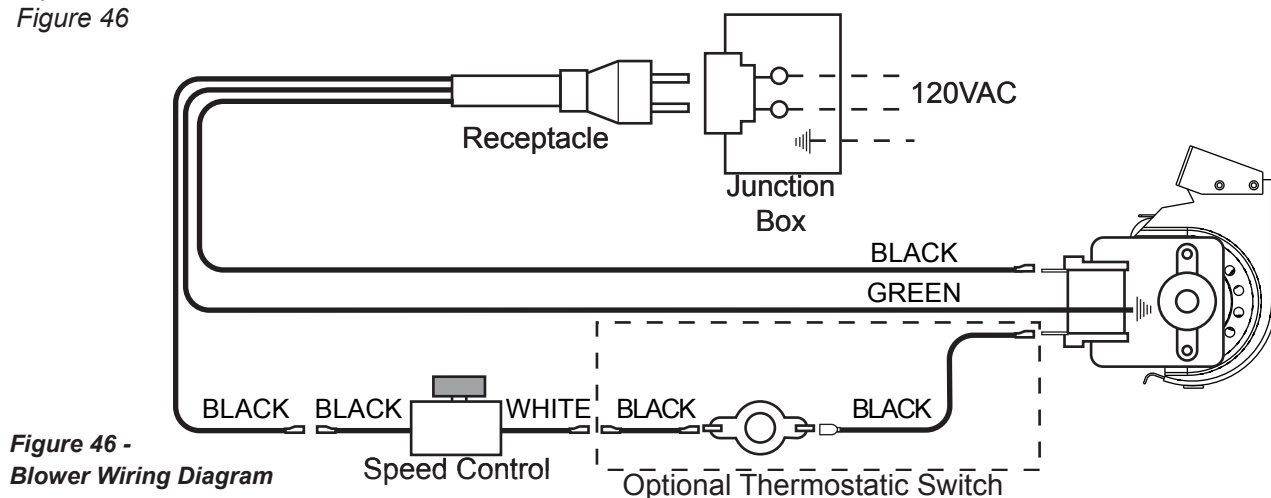 Figure 46
120VAC
Receptacle
Junction
Box
BLACK
GREEN
BLACK BLACK WHITE BLACK BLACK
Figure 46 -
Blower Wiring Diagram
Speed Control
Optional Thermostatic Switch